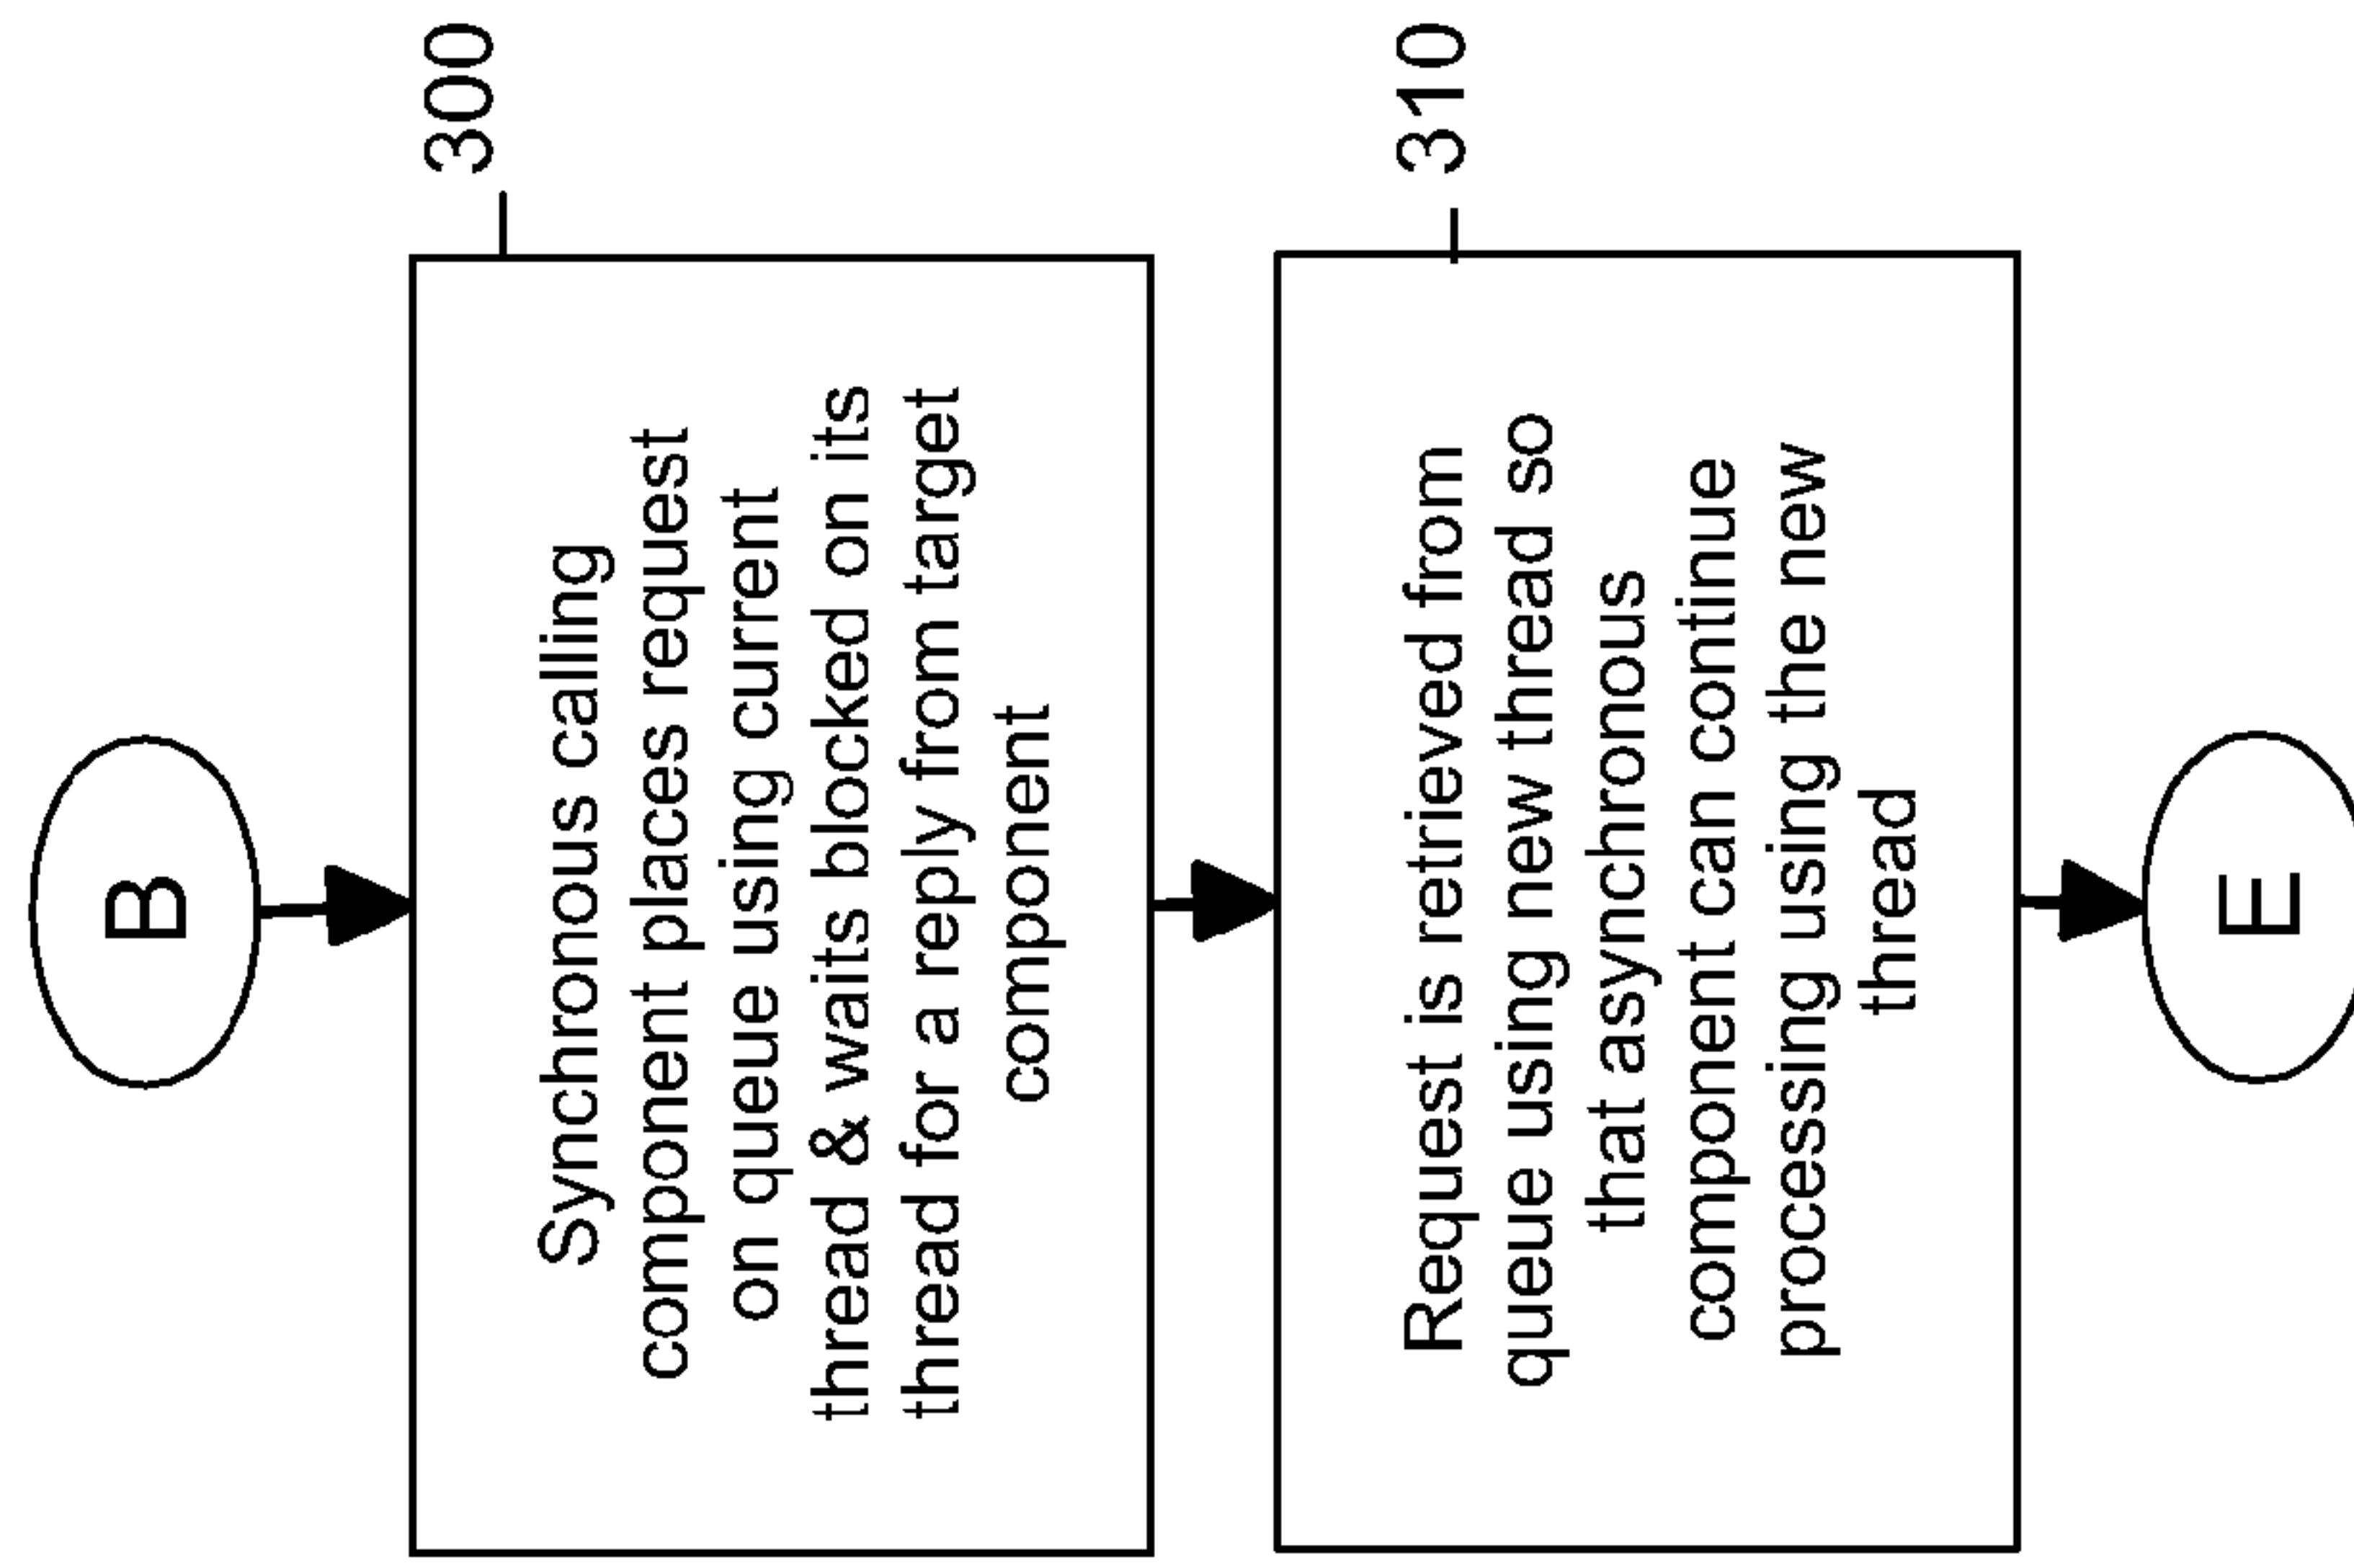 B
300
Synchronous calling
component places request
on queue using current
thread & waits blocked on its
thread for a reply from target
component
310
Request is retrieved from
queue using new thread so
that asynchronous
component can continue
processing using the new
thread
E